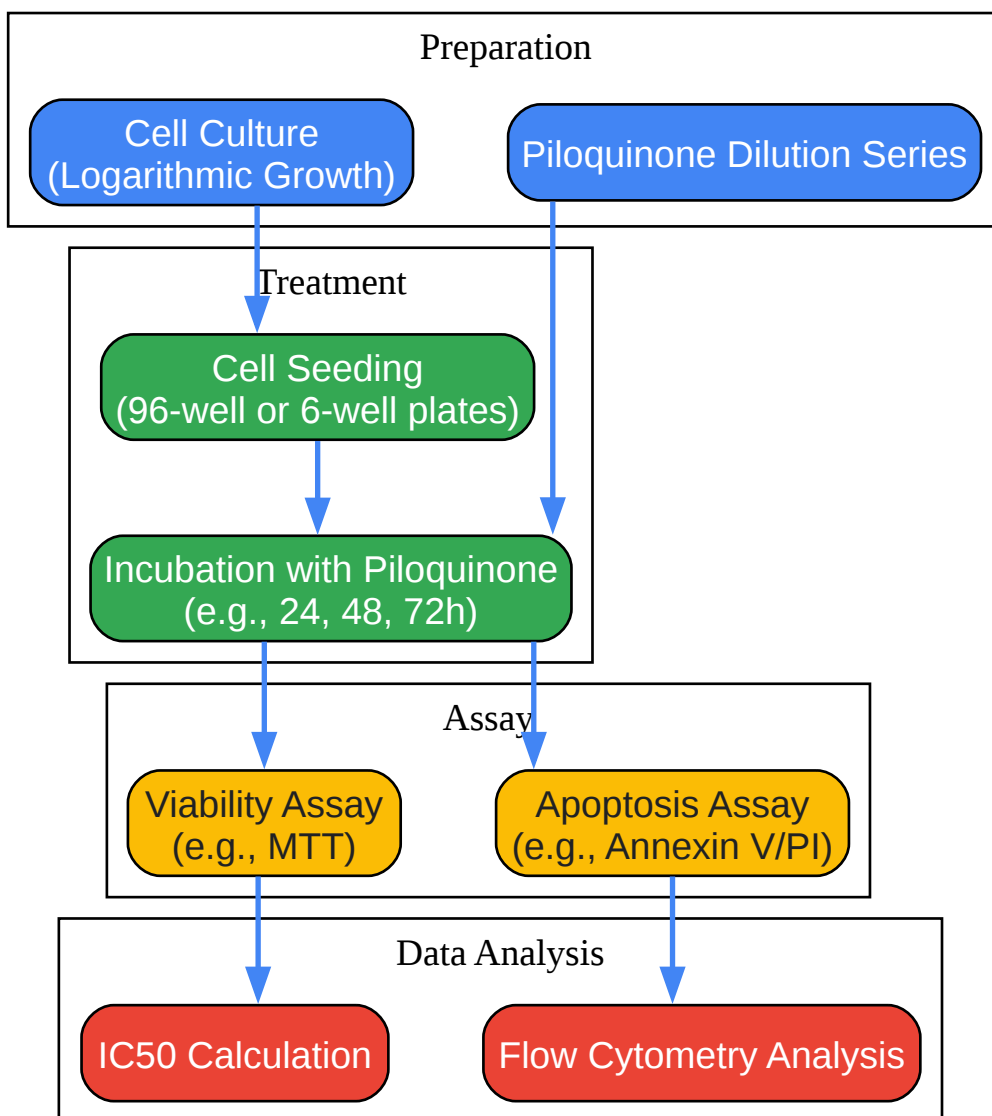 Preparation
Cell Culture
(Logarithmic Growth)
Piloquinone Dilution Series
Treatment
Cell Seeding
(96-well or 6-well plates)
Incubation with Piloquinone
(e.g., 24, 48, 72h)
Assay
Viability Assay
(e.g., MTT)
Apoptosis Assay
(e.g., Annexin V/PI)
Data Analysis
IC50 Calculation
Flow Cytometry Analysis